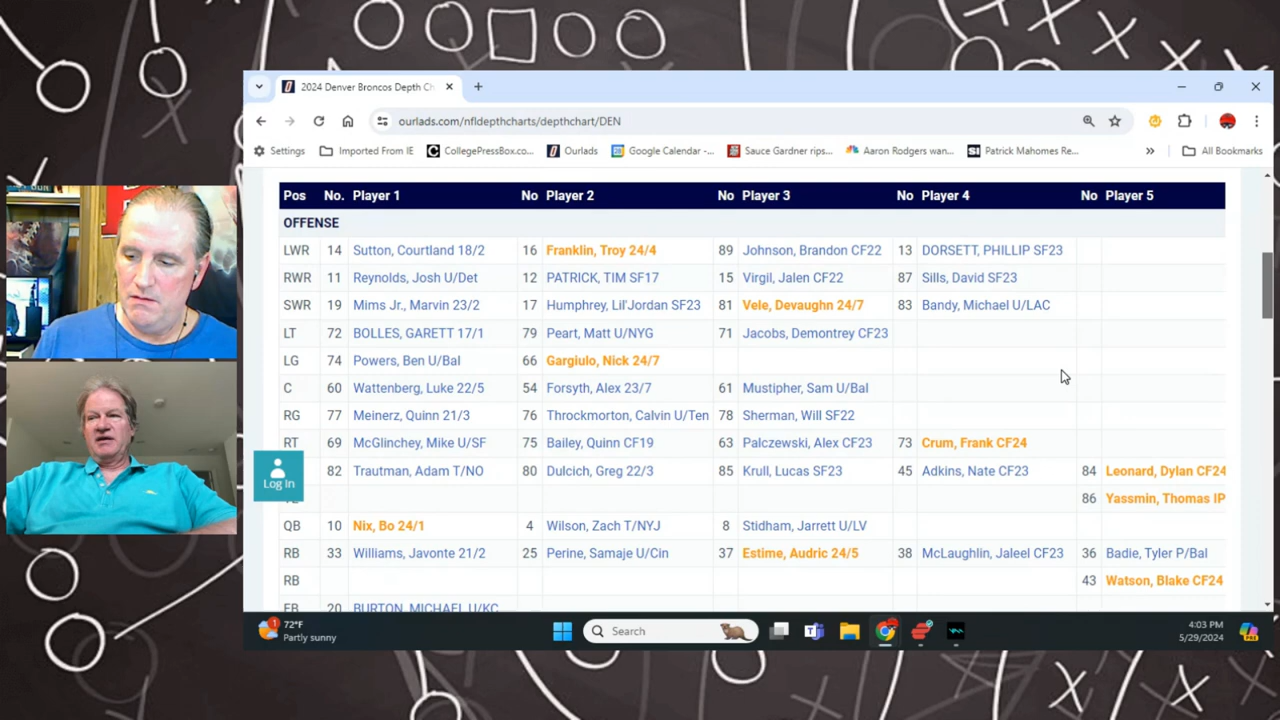 2024 Denver Broncos Depth Ch
ourlads.com/nfldepthcharts/depthchart/DEN
Settings Imported From IE CollegePressBox.co... Ourlads Google Calendar -... Sauce Gardner rips... Aaron Rodgers wan... Patrick Mahomes Re... » All Bookmarks
Pos No. Player 1 No Player 2 No Player 3 No Player 4 No Player 5
OFFENSE
LWR 14 Sutton, Courtland 18/2 16 Franklin, Troy 24/4 89 Johnson, Brandon CF22 13 DORSETT, PHILLIP SF23
RWR 11 Reynolds, Josh U/Det 12 PATRICK, TIM SF17 15 Virgil, Jalen CF22 87 Sills, David SF23
SWR 19 Mims Jr., Marvin 23/2 17 Humphrey, Lil'Jordan SF23 81 Vele, Devaughn 24/7 83 Bandy, Michael U/LAC
LT 72 BOLLES, GARETT 17/1 79 Peart, Matt U/NYG 71 Jacobs, Demontrey CF23
LG 74 Powers, Ben U/Bal 66 Gargiulo, Nick 24/7
C 60 Wattenberg, Luke 22/5 54 Forsyth, Alex 23/7 61 Mustipher, Sam U/Bal
RG 77 Meinerz, Quinn 21/3 76 Throckmorton, Calvin U/Ten 78 Sherman, Will SF22
RT 69 McGlinchey, Mike U/SF 75 Bailey, Quinn CF19 63 Palczewski, Alex CF23 73 Crum, Frank CF24
82 Trautman, Adam T/NO 80 Dulcich, Greg 22/3 85 Krull, Lucas SF23 45 Adkins, Nate CF23 84 Leonard, Dylan CF24
Log In
86 Yassmin, Thomas IP
QB 10 Nix, Bo 24/1 4 Wilson, Zach T/NYJ 8 Stidham, Jarrett U/LV
RB 33 Williams, Javonte 21/2 25 Perine, Samaje U/Cin 37 Estime, Audric 24/5 38 McLaughlin, Jaleel CF23 36 Badie, Tyler P/Bal
RB 43 Watson, Blake CF24
FB 20 BURTON, MICHAEL U/KC
1 72°F
Partly sunny
Search
4:03 PM
5/29/2024